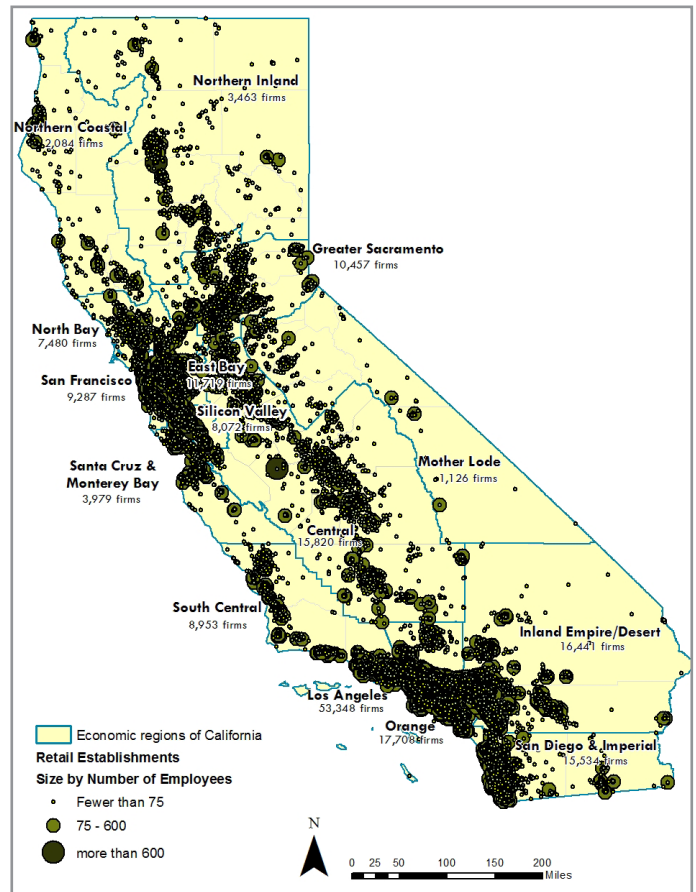 Northern Inland
3,463 firms
Northern Coastal
2,084 firms
Greater Sacramento
10,457 firms
North Bay
7,480 firms
East Bay
11,719 firms
San Francisco
9,287 firms
Silicon Valley
8,072 firms
Santa Cruz &
Monterey Bay
3,979 firms
Mother Lode
1,126 firms
Central
15,820 firms
South Central
8,953 firms
Inland Empire/Desert
16,441 firms
Los Angeles
53,348 firms
Orange
17,708 firms
San Diego & Imperial
15,534 firms
Economic regions of California
Retail Establishments
Size by Number of Employees
Fewer than 75
75 - 600
more than 600
N
0 25 50 100 150 200
Miles